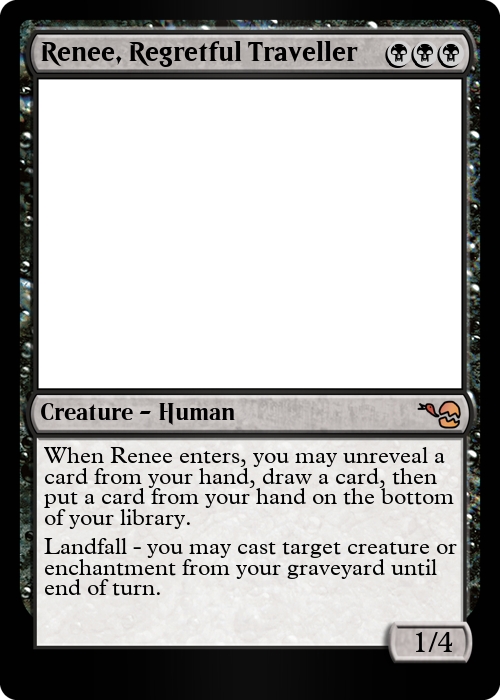 Renee, Regretful Traveller
Creature – Human
When Renee enters, you may unreveal a
card from your hand, draw a card, then
put a card from your hand on the bottom
of your library.
Landfall - you may cast target creature or
enchantment from your graveyard until
end of turn.
1/4